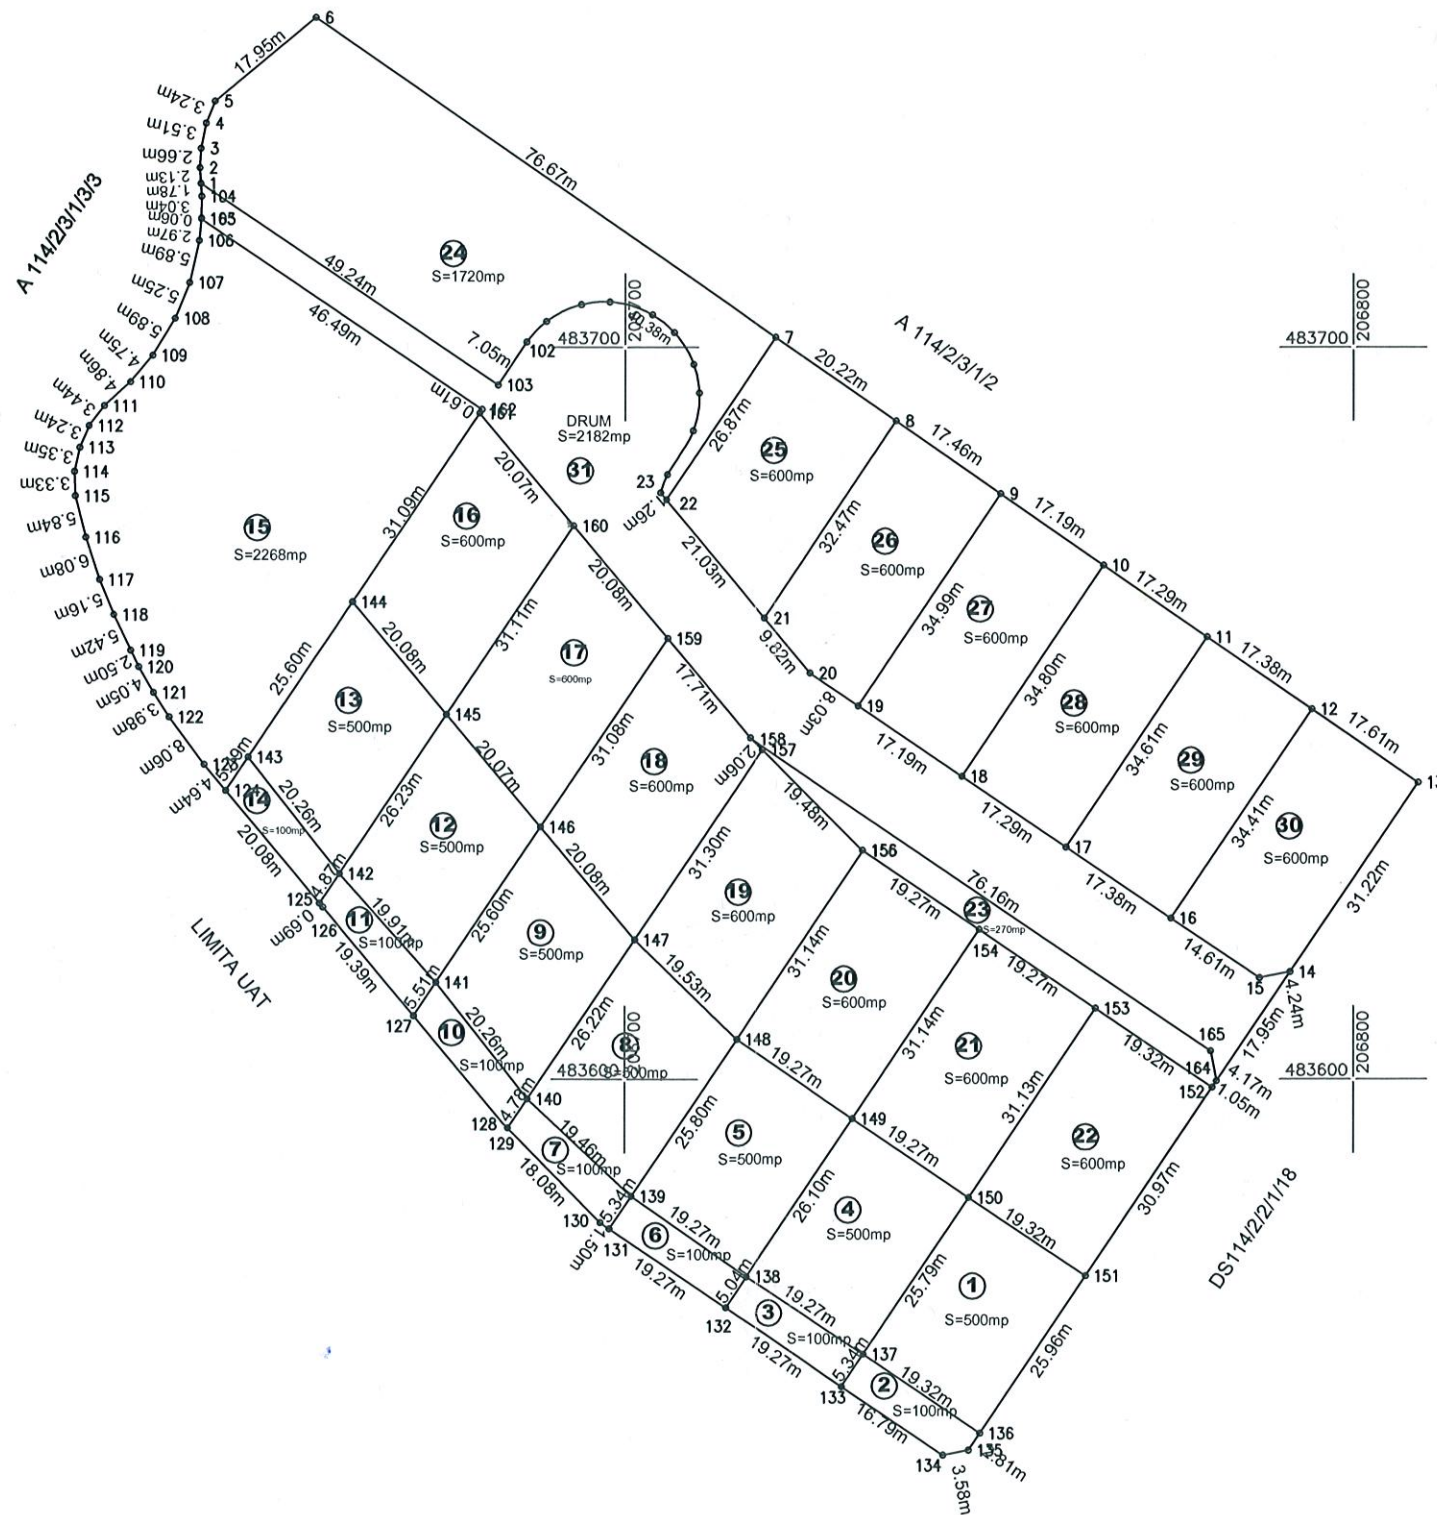 6
17.95m
5
3.24m
4
3.51m
3
2.66m
2
2.13m
1
1.78m
104
3.04m
0.06m
2.97m
106
5.89m
107
5.25m
108
5.89m
109
4.75m
110
4.86m
111
3.44m
112
3.24m
113
3.35m
114
3.33m
115
5.84m
116
6.08m
117
5.16m
118
5.42m
119
2.50m
120
4.05m
121
3.98m
122
8.06m
4.64m
A 114/2/3/1/3/3
76.67m
24
S=1720mp
49.24m
46.49m
7.05m
102
103
483700
7
A 114/2/3/1/2
483700
206800
20.22m
8
17.46m
9
17.19m
10
17.29m
11
17.38m
12
17.61m
0.61m
DRUM
S=2182mp
31
26.87m
25
S=600mp
23
22
21.03m
21
9.82m
20
8.03m
19
32.47m
26
S=600mp
34.99m
27
S=600mp
34.80m
28
S=600mp
34.61m
29
S=600mp
34.41m
30
S=600mp
31.22m
17.19m
18
17.29m
17
17.38m
16
14.61m
15
14
4.24m
17.95m
15
S=2268mp
31.09m
16
S=600mp
20.07m
160
20.08m
159
17.71m
158
157
2.06m
144
25.60m
20.08m
31.11m
17
S=600mp
145
20.07m
31.08m
18
S=600mp
19.48m
156
13
S=500mp
143
20.26m
14
S=100mp
20.08m
26.23m
12
S=500mp
146
20.08m
31.30m
19
S=600mp
76.16m
19.27m
23
S=270mp
154
19.27m
153
19.32m
165
164
4.17m
152
1.05m
4.87m
142
125
0.69m
126
11
S=100mp
19.91m
25.60m
9
S=500mp
147
19.53m
31.14m
20
S=600mp
31.14m
21
S=600mp
31.13m
22
S=600mp
30.97m
LIMITA UAT
19.39m
5.51m
141
127
10
S=100mp
20.26m
26.22m
8
483600
148
19.27m
149
19.27m
150
19.32m
151
483600
206800
DS114/2/2/1/18
4.78m
140
128
129
7
S=100mp
19.46m
18.08m
25.80m
5
S=500mp
26.10m
4
S=500mp
25.79m
1
S=500mp
25.96m
5.34m
139
130
131
19.27m
6
S=100mp
19.27m
5.04m
138
132
3
S=100mp
19.27m
19.27m
5.34m
137
133
2
S=100mp
19.32m
16.79m
136
134
3.58m